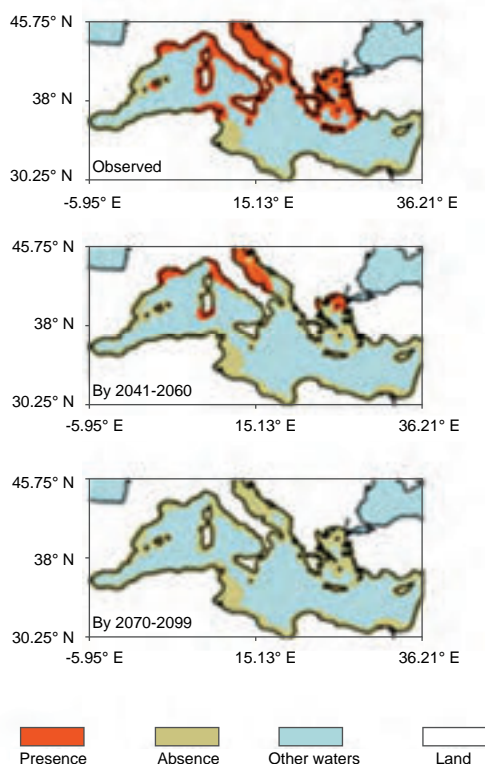 45.75° N
38° N
30.25° N
Observed
-5.95° E 15.13° E 36.21° E
45.75° N
38° N
30.25° N
By 2041-2060
-5.95° E 15.13° E 36.21° E
45.75° N
38° N
30.25° N
By 2070-2099
-5.95° E 15.13° E 36.21° E
Presence Absence Other waters Land